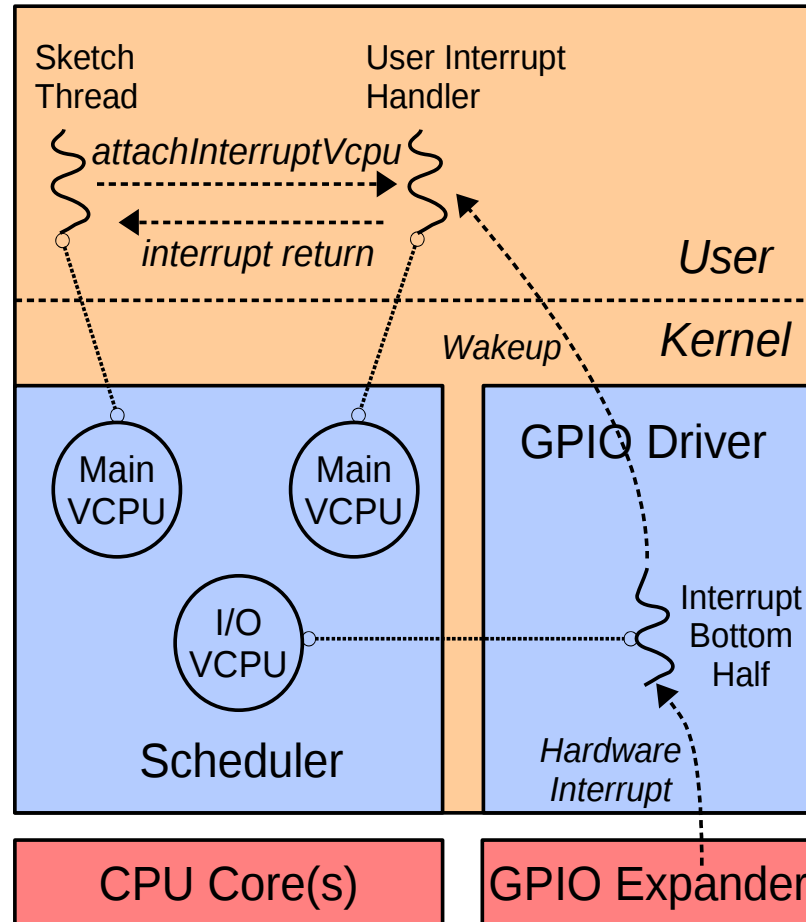 Sketch
Thread
User Interrupt
Handler
attachInterruptVcpu
interrupt return
User
Kernel
Wakeup
Main
VCPU
Main
VCPU
GPIO Driver
I/O
VCPU
Interrupt
Bottom
Half
Scheduler
Hardware
Interrupt
CPU Core(s)
GPIO Expander